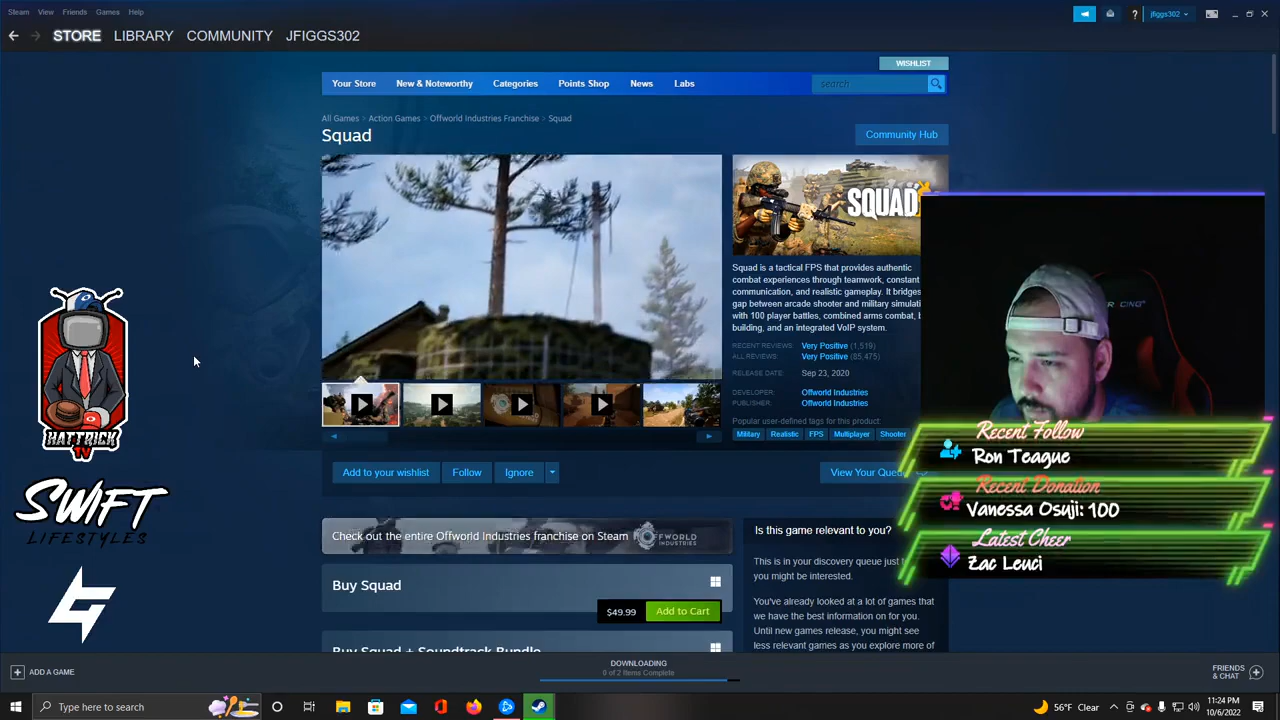 Steam View Friends Games Help
jfiggs302
STORE LIBRARY COMMUNITY JFIGGS302
WISHLIST
Your Store New & Noteworthy Categories Points Shop News Labs search
All Games > Action Games > Offworld Industries Franchise > Squad
Squad
Community Hub
SQUAD
Squad is a tactical FPS that provides authentic
combat experiences through teamwork, constant
communication, and realistic gameplay. It bridges
gap between arcade shooter and military simulati
with 100 player battles, combined arms combat, b
building, and an integrated VoIP system.
RECENT REVIEWS: Very Positive (1,519)
ALL REVIEWS: Very Positive (85,475)
RELEASE DATE: Sep 23, 2020
DEVELOPER: Offworld Industries
PUBLISHER: Offworld Industries
Popular user-defined tags for this product:
Military Realistic FPS Multiplayer Shooter
Add to your wishlist Follow Ignore View Your Queu
Check out the entire Offworld Industries franchise on Steam
FFWORLD
INDUSTRIES
Buy Squad
$49.99 Add to Cart
Buy Squad + Soundtrack Bundle
Is this game relevant to you?
This is in your discovery queue just
you might be interested.
You've already looked at a lot of games that
we have the best information on for you.
Until new games release, you might see
less relevant games as you explore more of
HATTRICK
TV
SWIFT
LIFESTYLES
ER CING
Recent Follow
Ron Teague
Recent Donation
Vanessa Osuji: 100
Latest Cheer
Zac Leuci
ADD A GAME
DOWNLOADING
0 of 2 Items Complete
FRIENDS
& CHAT
Type here to search
56°F Clear
11:24 PM
10/6/2022